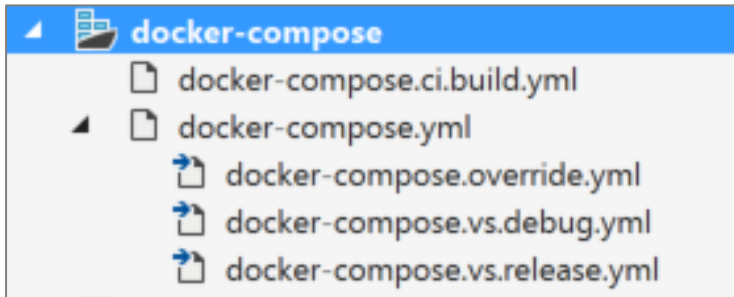 docker-compose
docker-compose.ci.build.yml
docker-compose.yml
docker-compose.override.yml
docker-compose.vs.debug.yml
docker-compose.vs.release.yml